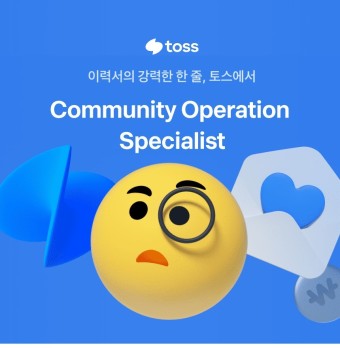 toss
이력서의 강력한 한 줄, 토스에서
Community Operation
Specialist
₩